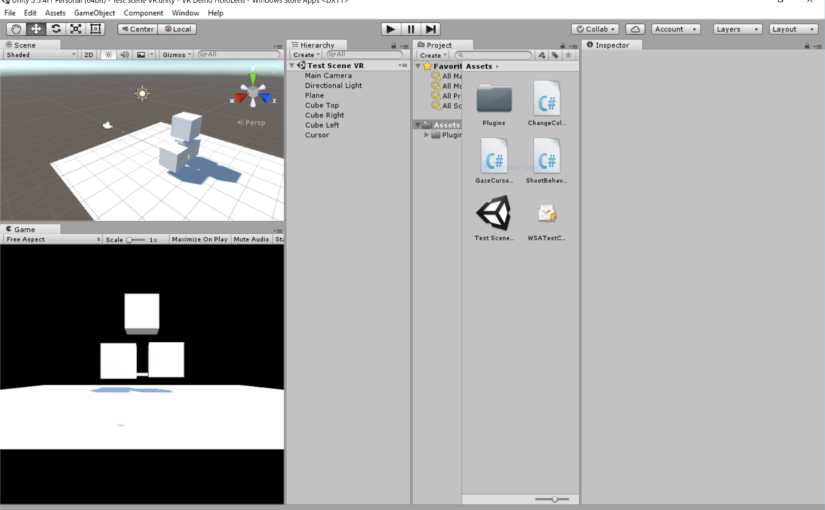 Unity 5.5.4f1 Personal (64bit) - Test Scene VR.unity - VR Demo HoloLens - Windows Store Apps <DX11>
File Edit Assets GameObject Component Window Help
Center Local Collab Account Layers Layout
Scene
Shaded 2D Gizmos All
y
x z
Persp
Game
Free Aspect Scale 1x Maximize On Play Mute Audio Sta
Hierarchy
Create All
Test Scene VR
Main Camera
Directional Light
Plane
Cube Top
Cube Right
Cube Left
Cursor
Project
Create
Favorit
All Ma
All Mo
All Pr
All Sc
Assets
Plugin
Assets
Plugins
C#
ChangeCol...
C#
GazeCurso...
C#
ShootBehav...
Test Scene...
WSATestC...
Inspector